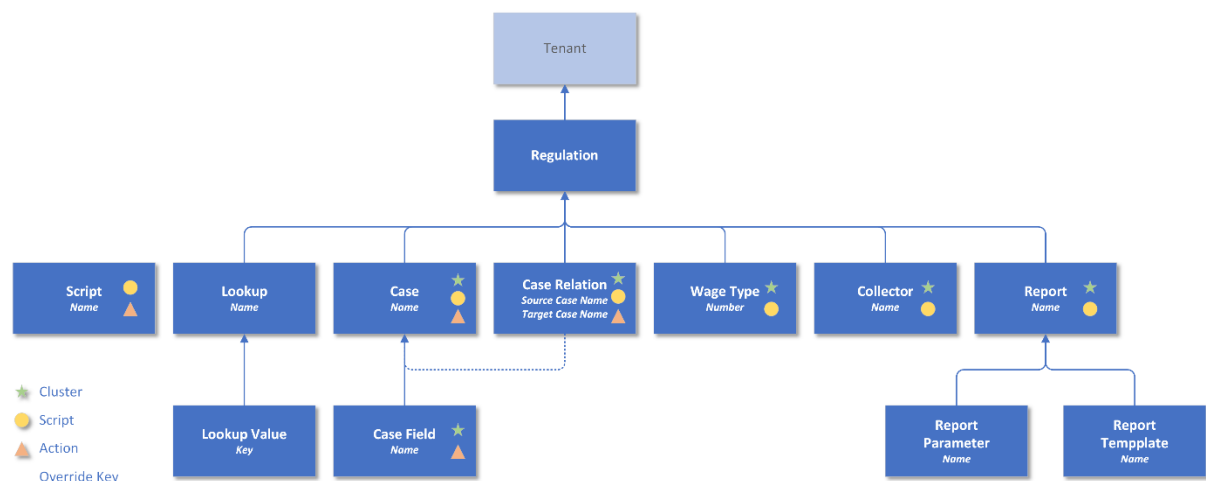 Tenant
Regulation
Script
Name
Lookup
Name
Case
Name
Case Relation
Source Case Name
Target Case Name
Wage Type
Number
Collector
Name
Report
Name
Cluster
Script
Action
Override Key
Lookup Value
Key
Case Field
Name
Report
Parameter
Name
Report
Tempplate
Name